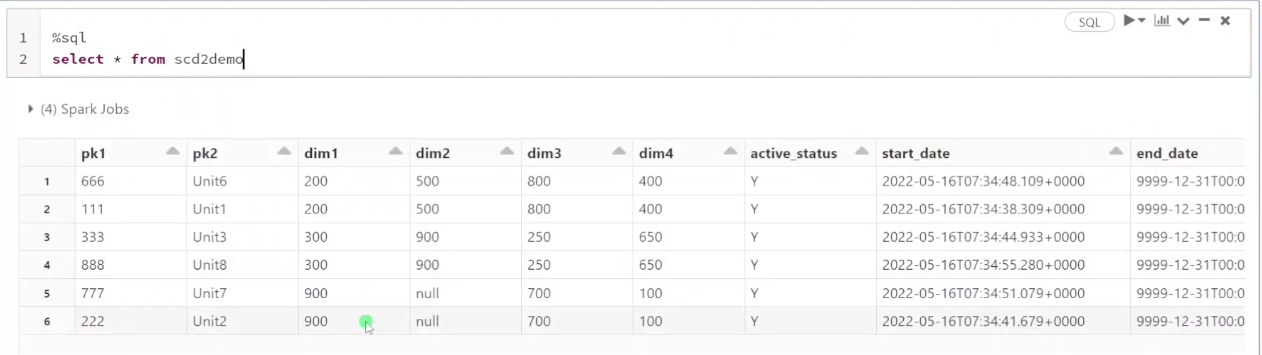 SQL
1 %sql
2 select * from scd2demo
(4) Spark Jobs
pk1 pk2 dim1 dim2 dim3 dim4 active_status start_date end_date
1 666 Unit6 200 500 800 400 Y 2022-05-16T07:34:48.109+0000 9999-12-31T00:0
2 111 Unit1 200 500 800 400 Y 2022-05-16T07:34:38.309+0000 9999-12-31T00:0
3 333 Unit3 300 900 250 650 Y 2022-05-16T07:34:44.933+0000 9999-12-31T00:0
4 888 Unit8 300 900 250 650 Y 2022-05-16T07:34:55.280+0000 9999-12-31T00:0
5 777 Unit7 900 null 700 100 Y 2022-05-16T07:34:51.079+0000 9999-12-31T00:0
6 222 Unit2 900 null 700 100 Y 2022-05-16T07:34:41.679+0000 9999-12-31T00:0